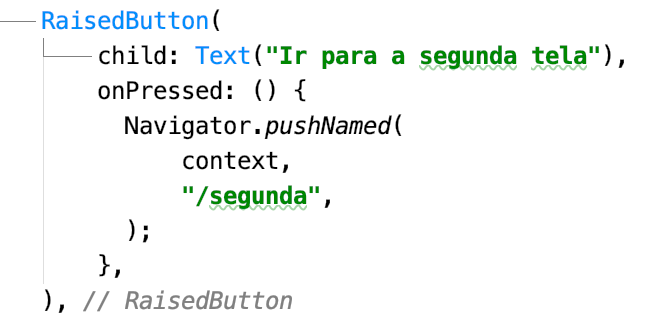 RaisedButton(
child: Text("Ir para a segunda tela"),
onPressed: () {
Navigator.pushNamed(
context,
"/segunda",
);
},
), // RaisedButton